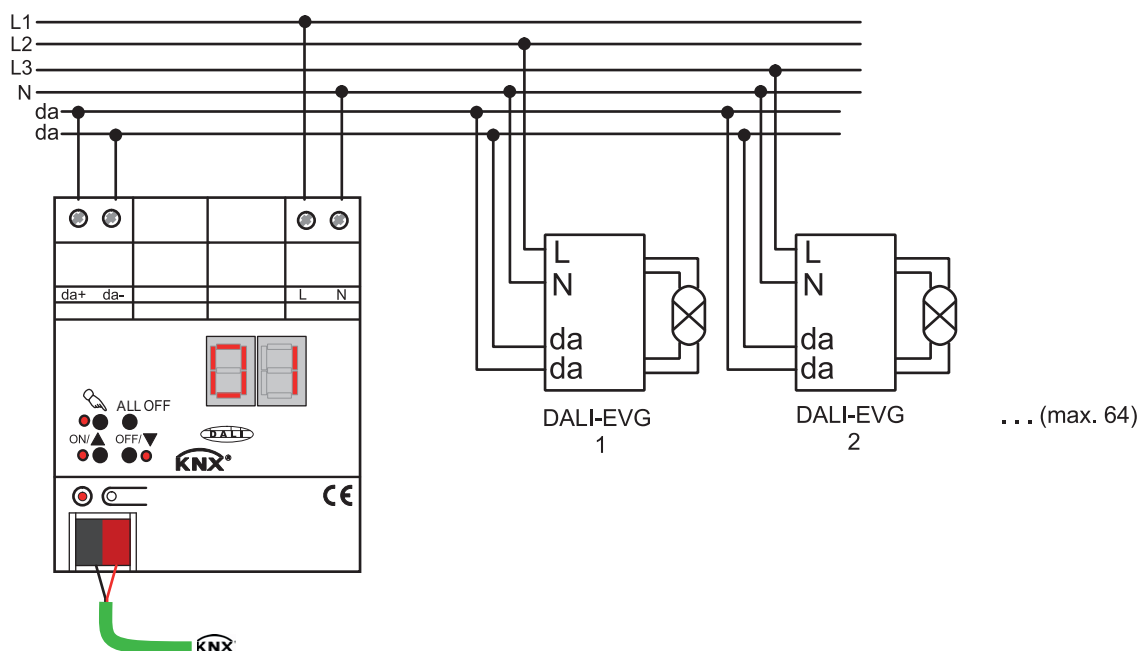 L1
L2
L3
N
da
da
da+ da- L N
01
ALL OFF
ON/▲ OFF/▼
DALI
KNX®
CE
KNX
L
N
da
da
DALI-EVG
1
L
N
da
da
DALI-EVG
2
... (max. 64)